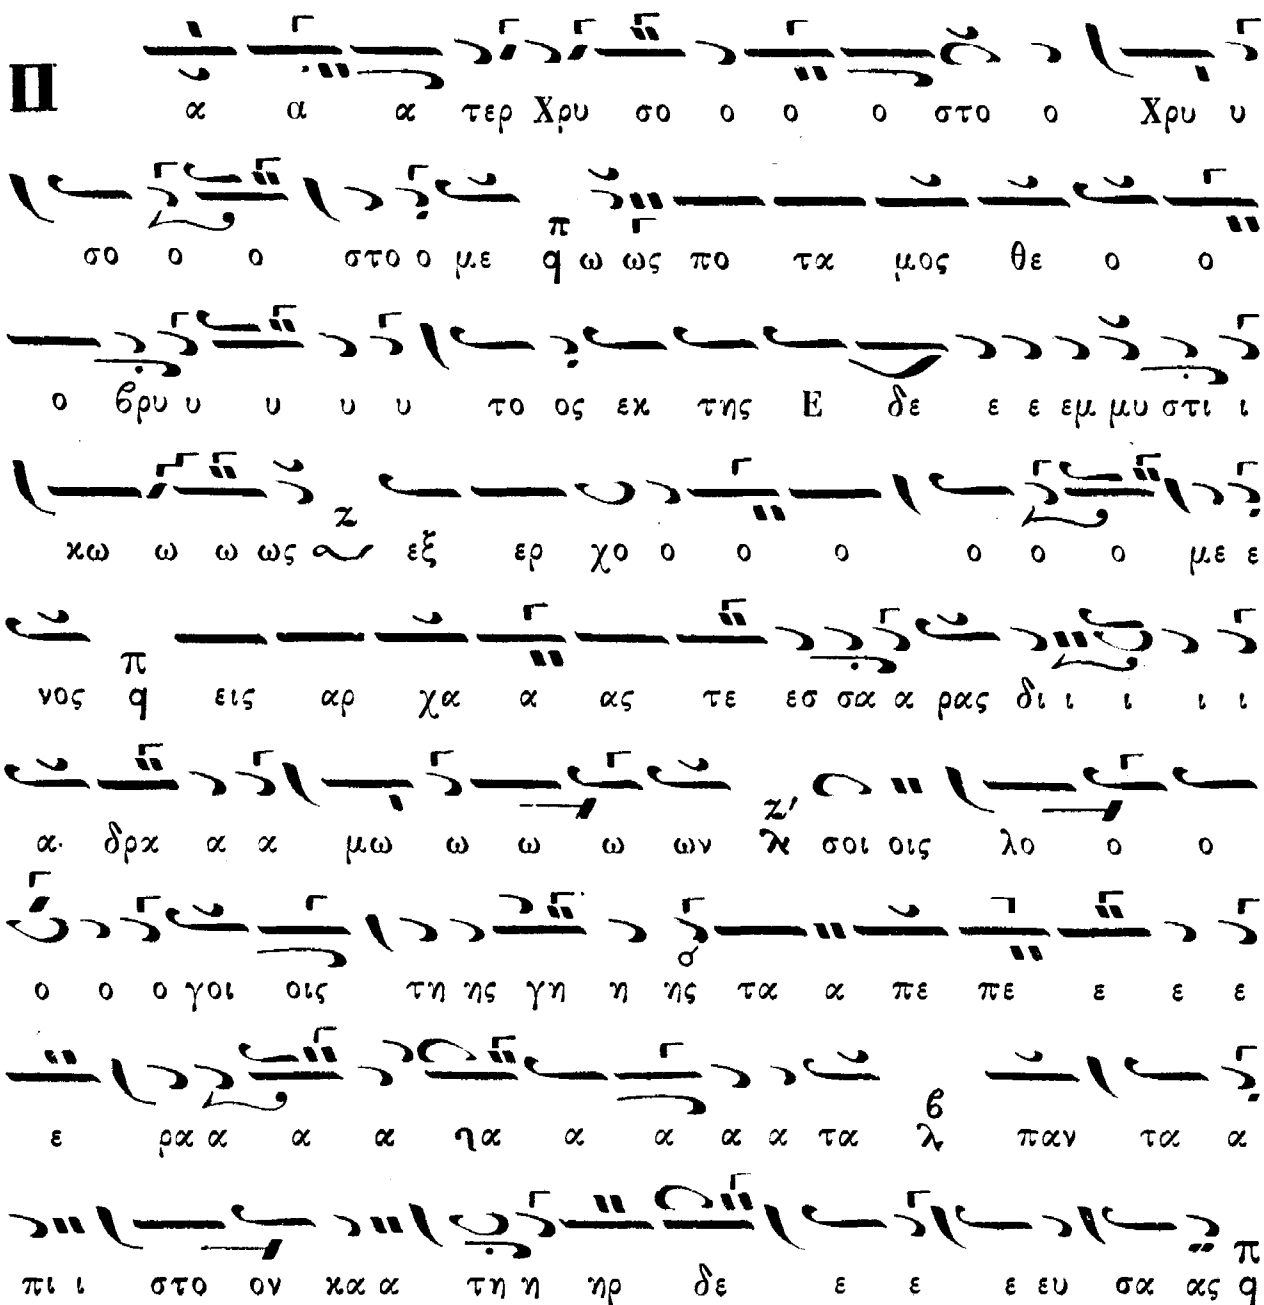 Π α α α τερ Χρυ σο ο ο ο στο ο Χρυ υ
σο ο ο στο ο με π q ω ως πο τα μος θε ο ο
ο βρυ υ υ υ υ το ος εκ της Ε δε ε ε εμ μυ στι ι
κω ω ω ως Ζ εξ ερ χο ο ο ο ο ο ο με ε
νος π q εις αρ χα α ας τε εσ σα α ρας δι ι ι ι ι
α δρα α α μω ω ω ω ων Ζ΄ σοι οις λο ο ο
ο ο ο γοι οις τη ης γη η ης τα α πε πε ε ε ε
ε ρα α α α γα α α α α τα β λ παν τα α
πι ι στο ον κα α τη η ηρ δε ε ε ε ευ σα ας π q